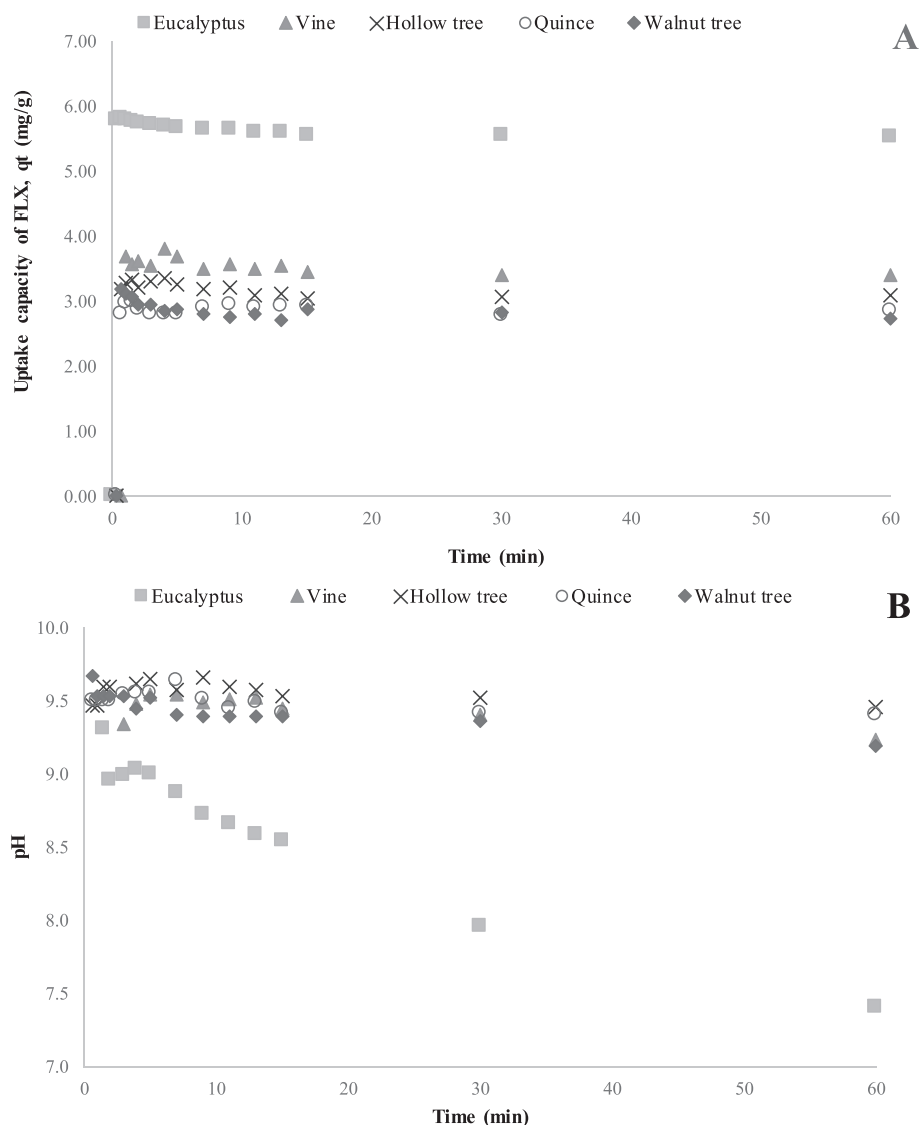 Eucalyptus Vine Hollow tree Quince Walnut tree
A
7.00
6.00
5.00
4.00
3.00
2.00
1.00
0.00
Uptake capacity of FLX, qt (mg/g)
0 10 20 30 40 50 60
Time (min)
Eucalyptus Vine Hollow tree Quince Walnut tree
B
10.0
9.5
9.0
8.5
8.0
7.5
7.0
pH
0 10 20 30 40 50 60
Time (min)